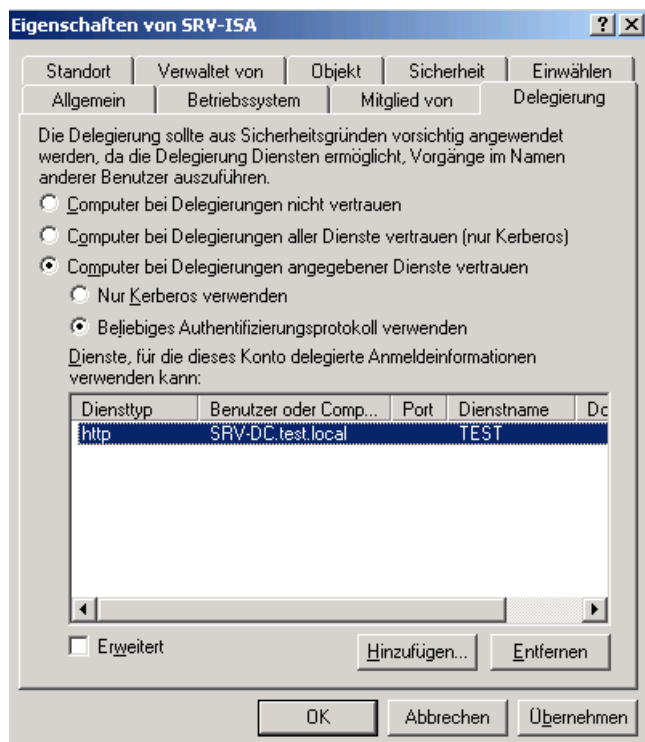 Eigenschaften von SRV-ISA
Standort Verwaltet von Objekt Sicherheit Einwählen
Allgemein Betriebssystem Mitglied von Delegierung
Die Delegierung sollte aus Sicherheitsgründen vorsichtig angewendet
werden, da die Delegierung Diensten ermöglicht, Vorgänge im Namen
anderer Benutzer auszuführen.
Computer bei Delegierungen nicht vertrauen
Computer bei Delegierungen aller Dienste vertrauen (nur Kerberos)
Computer bei Delegierungen angegebener Dienste vertrauen
Nur Kerberos verwenden
Beliebiges Authentifizierungsprotokoll verwenden
Dienste, für die dieses Konto delegierte Anmeldeinformationen
verwenden kann:
Diensttyp Benutzer oder Comp... Port Dienstname Do
http SRV-DC.test.local TEST
Erweitert Hinzufügen... Entfernen
OK Abbrechen Übernehmen